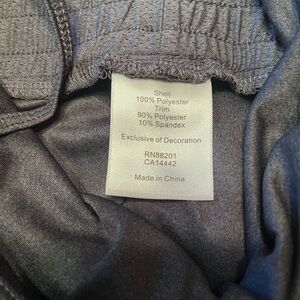 Shell
100% Polyester
Trim
90% Polyester
10% Spandex
Exclusive of Decoration
RN88201
CA14442
Made in China